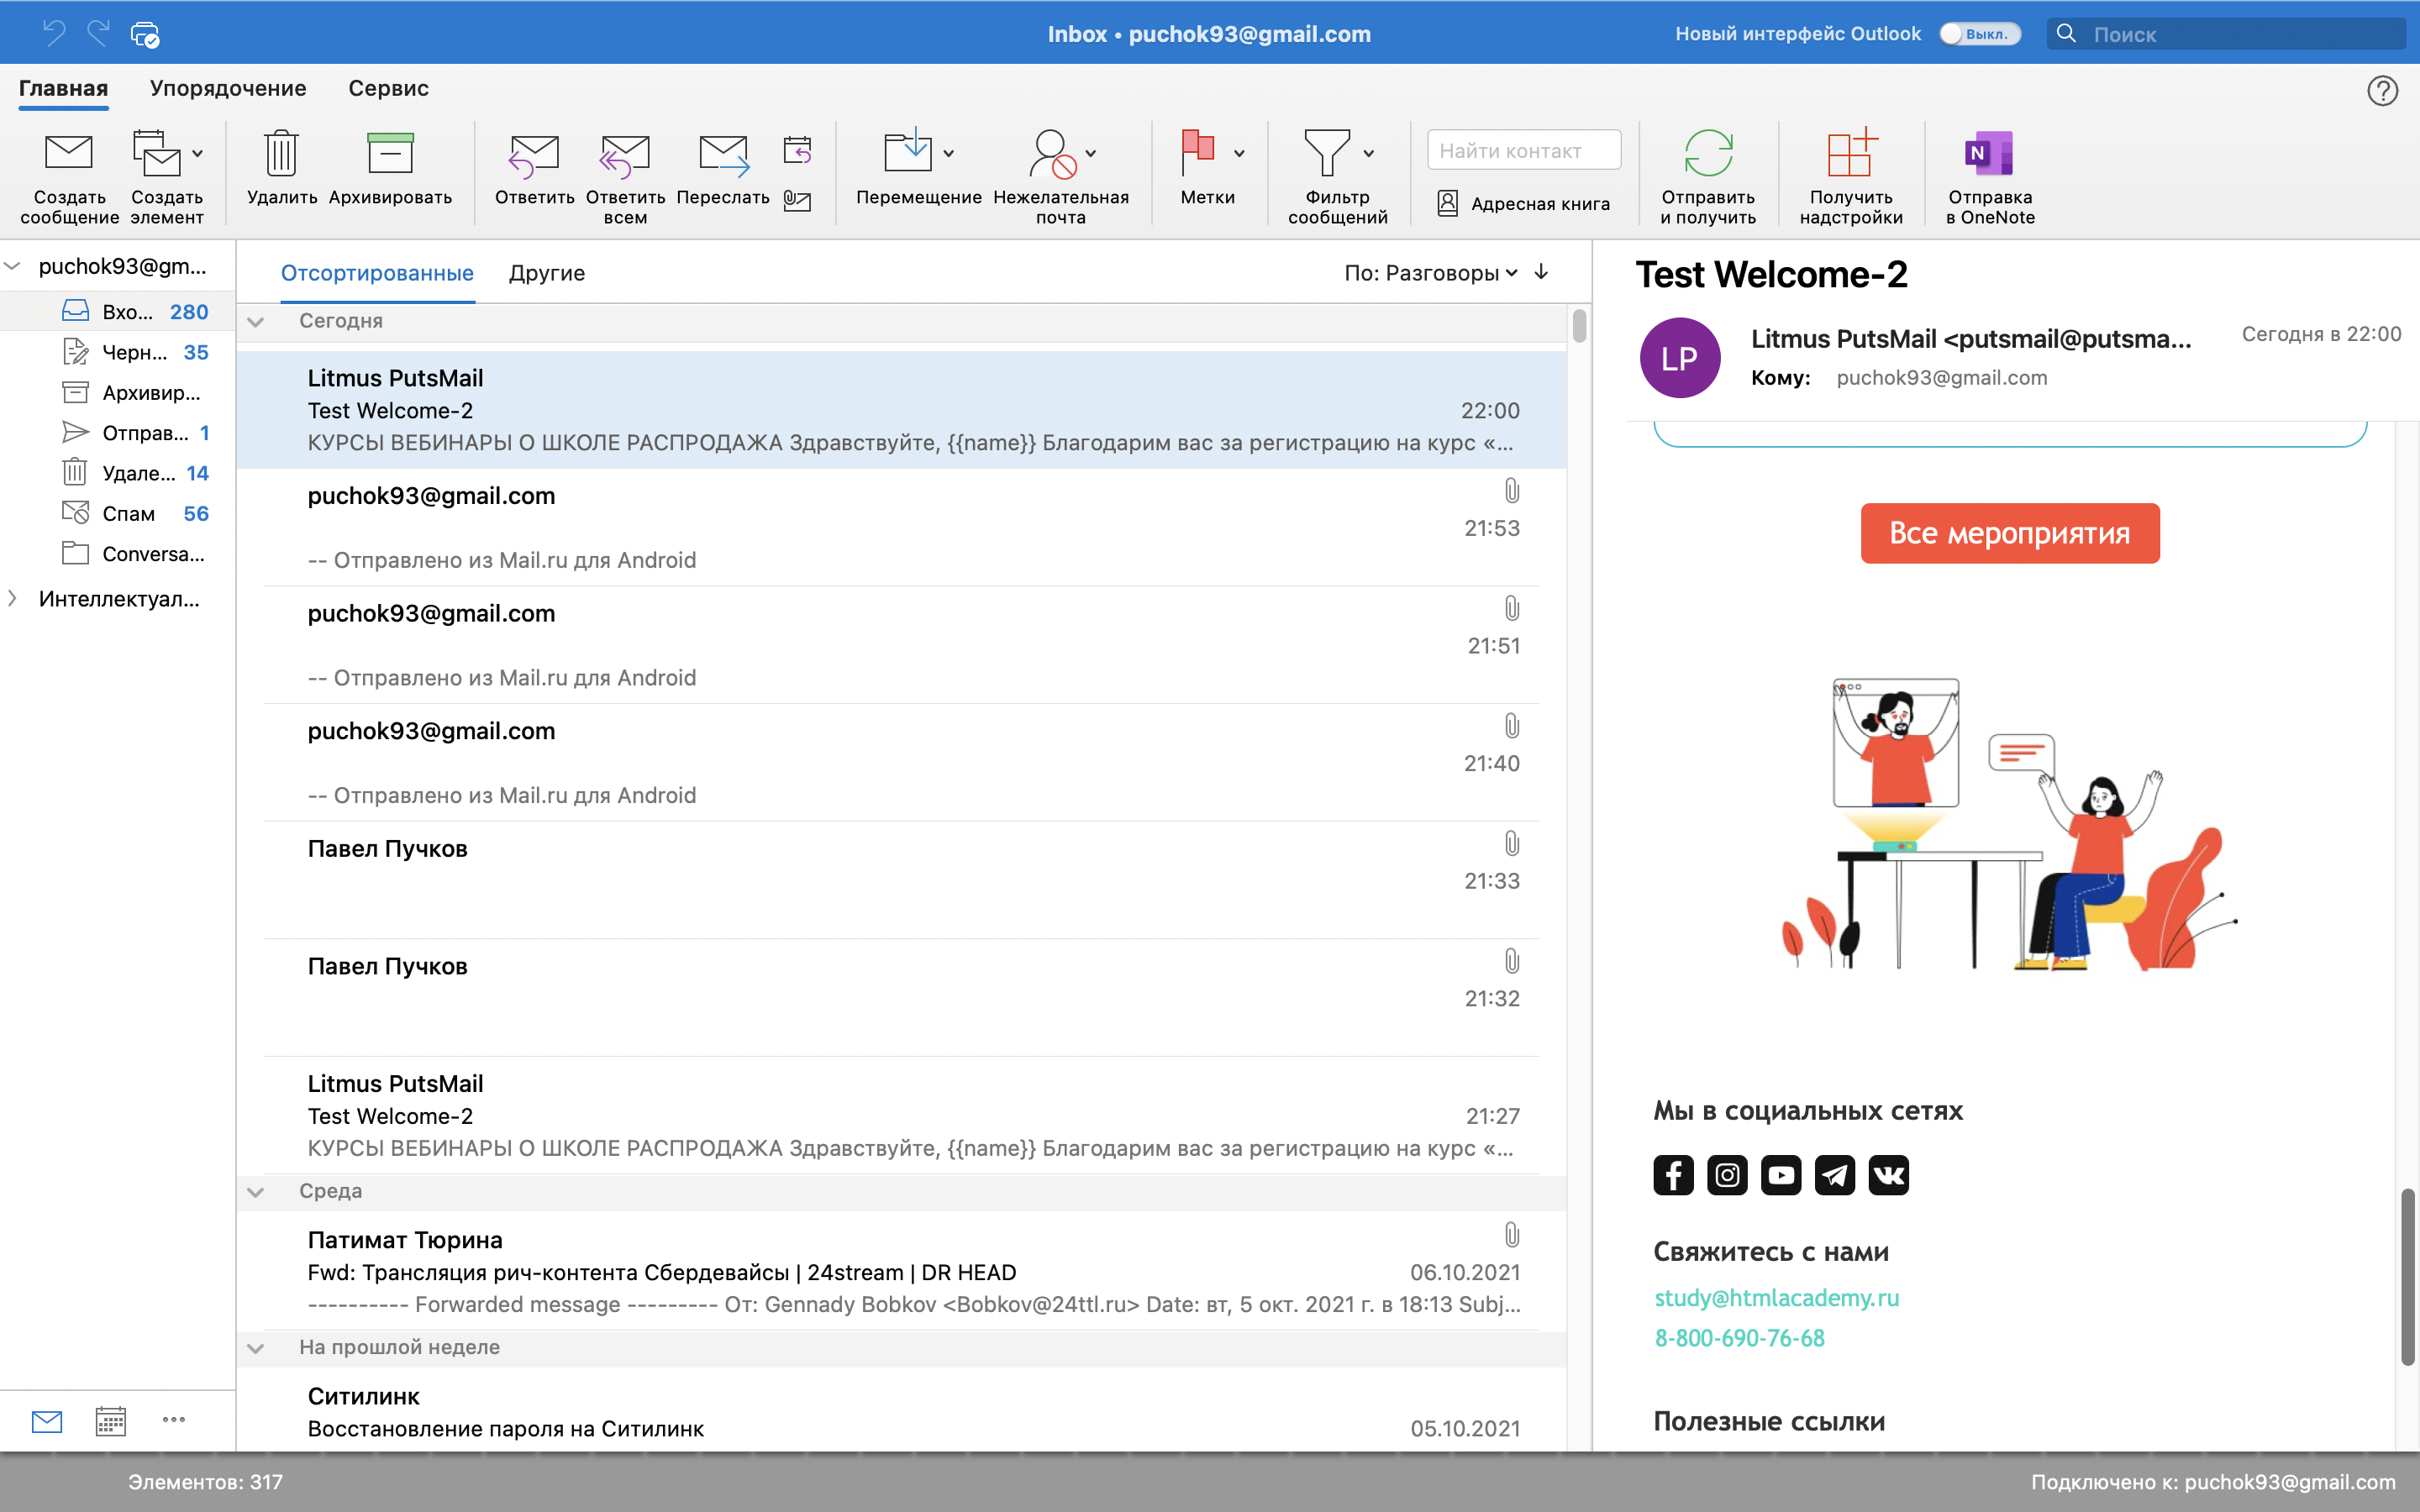 Inbox • puchok93@gmail.com
Новый интерфейс Outlook
Выкл.
Поиск
Главная
Упорядочение
Сервис
Создать сообщение
Создать элемент
Удалить
Архивировать
Ответить
Ответить всем
Переслать
Перемещение
Нежелательная почта
Метки
Фильтр сообщений
Найти контакт
Адресная книга
Отправить и получить
Получить надстройки
N
Отправка в OneNote
puchok93@gm...
Вхо... 280
Черн... 35
Архивир...
Отправ... 1
Удале... 14
Спам 56
Conversa...
Интеллектуал...
Отсортированные
Другие
По: Разговоры
Сегодня
Litmus PutsMail
Test Welcome-2 22:00
КУРСЫ ВЕБИНАРЫ О ШКОЛЕ РАСПРОДАЖА Здравствуйте, {{name}} Благодарим вас за регистрацию на курс «...
puchok93@gmail.com
21:53
-- Отправлено из Mail.ru для Android
puchok93@gmail.com
21:51
-- Отправлено из Mail.ru для Android
puchok93@gmail.com
21:40
-- Отправлено из Mail.ru для Android
Павел Пучков
21:33
Павел Пучков
21:32
Litmus PutsMail
Test Welcome-2 21:27
КУРСЫ ВЕБИНАРЫ О ШКОЛЕ РАСПРОДАЖА Здравствуйте, {{name}} Благодарим вас за регистрацию на курс «...
Среда
Патимат Тюрина
Fwd: Трансляция рич-контента Сбердевайсы | 24stream | DR HEAD 06.10.2021
---------- Forwarded message --------- От: Gennady Bobkov <Bobkov@24ttl.ru> Date: вт, 5 окт. 2021 г. в 18:13 Subj...
На прошлой неделе
Ситилинк
Восстановление пароля на Ситилинк 05.10.2021
Test Welcome-2
LP
Litmus PutsMail <putsmail@putsma...
Сегодня в 22:00
Кому: puchok93@gmail.com
Все мероприятия
Мы в социальных сетях
Свяжитесь с нами
study@htmlacademy.ru
8-800-690-76-68
Полезные ссылки
Элементов: 317
Подключено к: puchok93@gmail.com